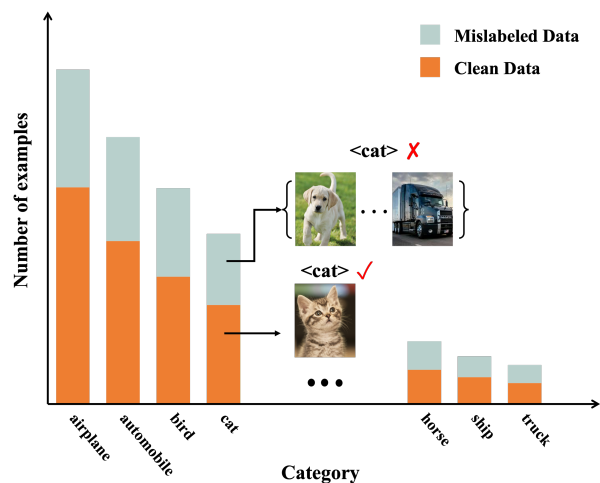 Mislabeled Data
Clean Data
Number of examples
<cat> ✗
<cat> ✓
airplane
automobile
bird
cat
horse
ship
truck
Category